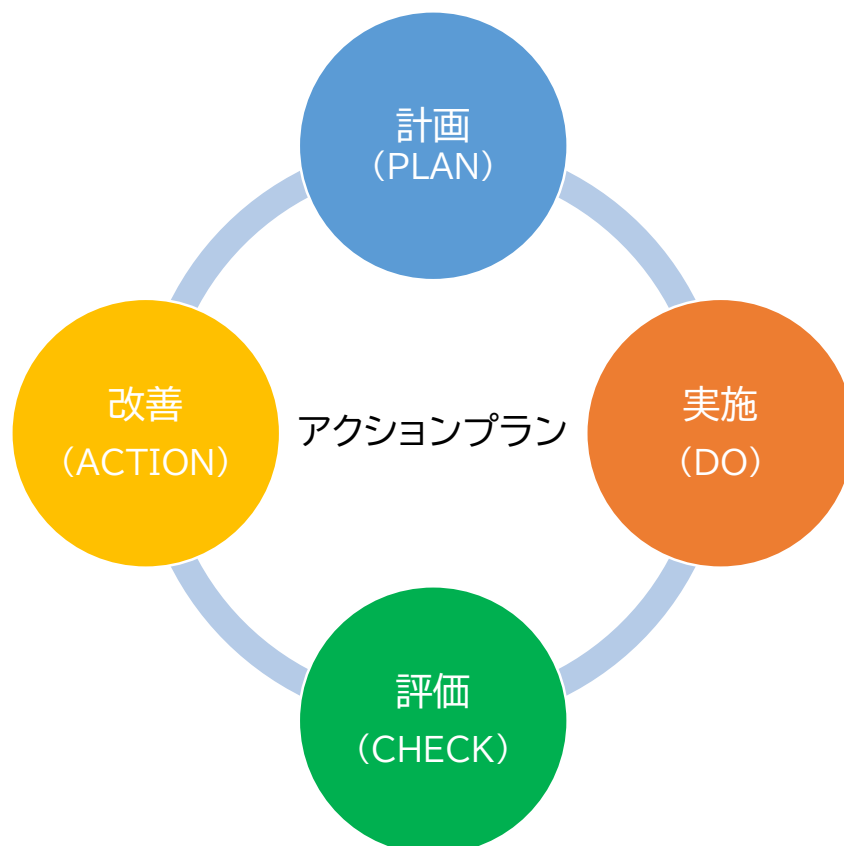 計画
（PLAN）
実施
（DO）
評価
（CHECK）
改善
（ACTION）
アクションプラン